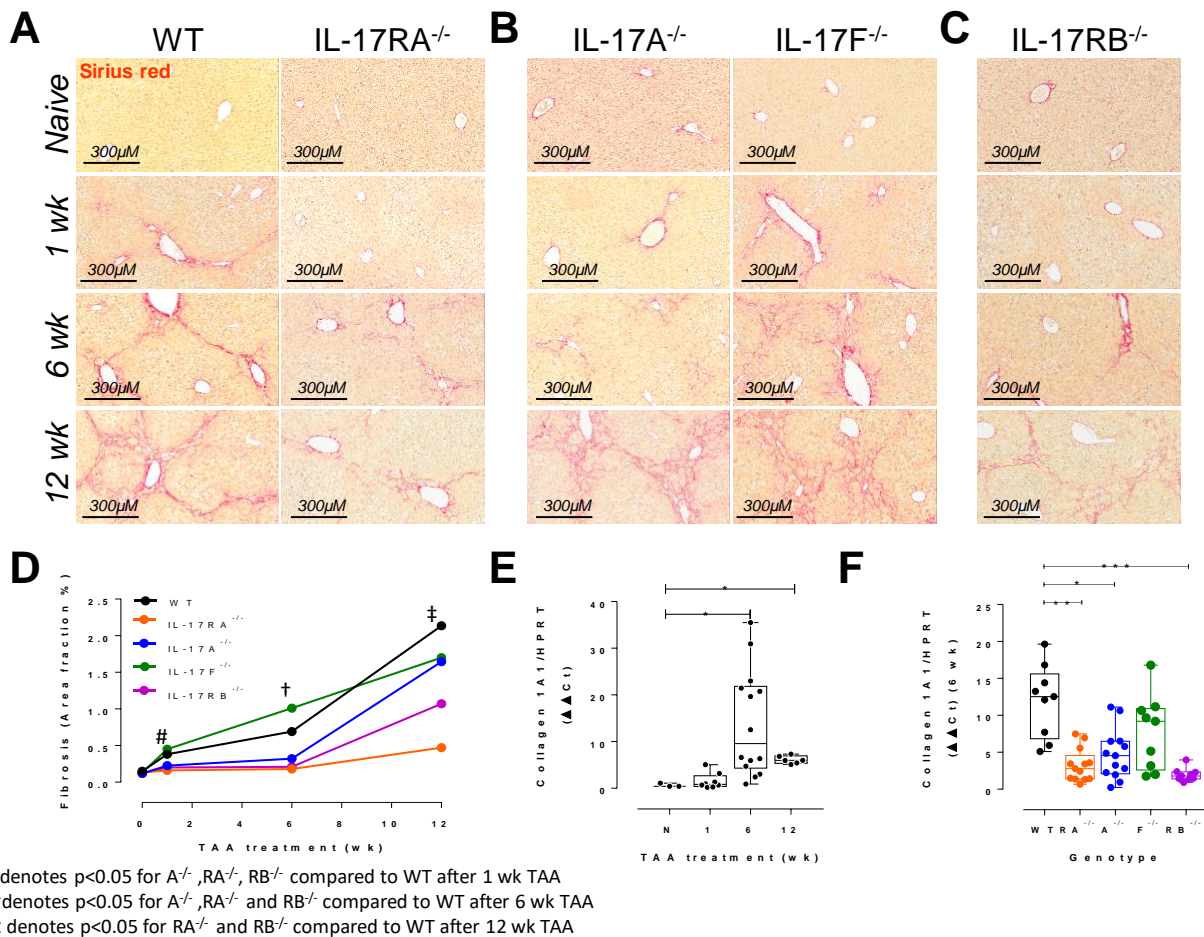 A
WT
IL-17RA-/-
B
IL-17A-/-
IL-17F-/-
C
IL-17RB-/-
Naive
Sirius red
300µM
300µM
300µM
300µM
300µM
1 wk
300µM
300µM
300µM
300µM
300µM
6 wk
300µM
300µM
300µM
300µM
300µM
12 wk
300µM
300µM
300µM
300µM
300µM
D
Fibrosis (Area fraction %)
2.5
2.0
1.5
1.0
0.5
0.0
WT
IL-17RA-/-
IL-17A-/-
IL-17F-/-
IL-17RB-/-
#
†
‡
0 2 4 6 8 10 12
TAA treatment (wk)
E
Collagen 1A1/HPRT
(▲▲Ct)
40
30
20
10
0
*
*
N 1 6 12
TAA treatment (wk)
F
Collagen 1A1/HPRT
(▲▲Ct) (6 wk)
25
20
15
10
5
0
***
*
**
WT RA-/- A-/- F-/- RB-/-
Genotype
denotes p<0.05 for A-/- ,RA-/-, RB-/- compared to WT after 1 wk TAA
denotes p<0.05 for A-/- ,RA-/- and RB-/- compared to WT after 6 wk TAA
denotes p<0.05 for RA-/- and RB-/- compared to WT after 12 wk TAA